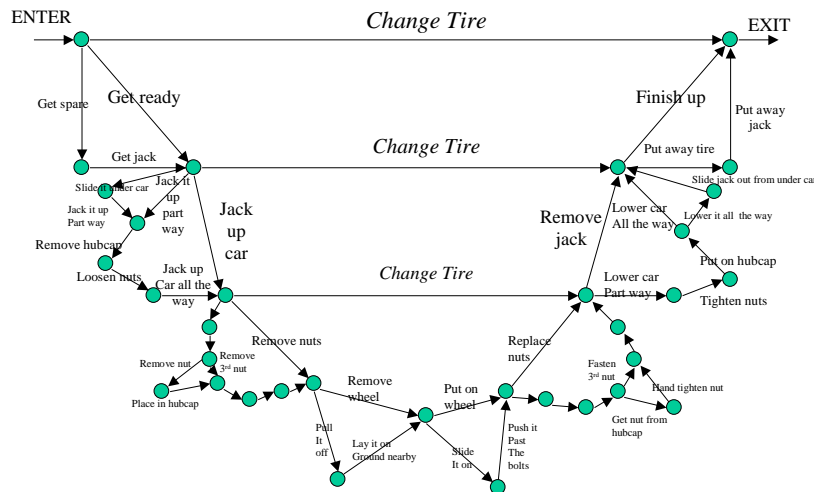 ENTER
Change Tire
EXIT
Get spare
Get ready
Finish up
Put away
jack
Get jack
Change Tire
Put away tire
Slide it under car
Jack it
up
part
way
Slide jack out from under car
Jack it up
Part way
Jack
up
car
Remove
jack
Lower car
All the way
Lower it all the way
Remove hubcap
Put on hubcap
Loosen nuts
Jack up
Car all the
way
Change Tire
Lower car
Part way
Tighten nuts
Remove nuts
Replace
nuts
Remove nut
Remove
3rd nut
Fasten
3rd nut
Hand tighten nut
Place in hubcap
Remove
wheel
Put on
wheel
Get nut from
hubcap
Pull
It
off
Lay it on
Ground nearby
Slide
It on
Push it
Past
The
bolts